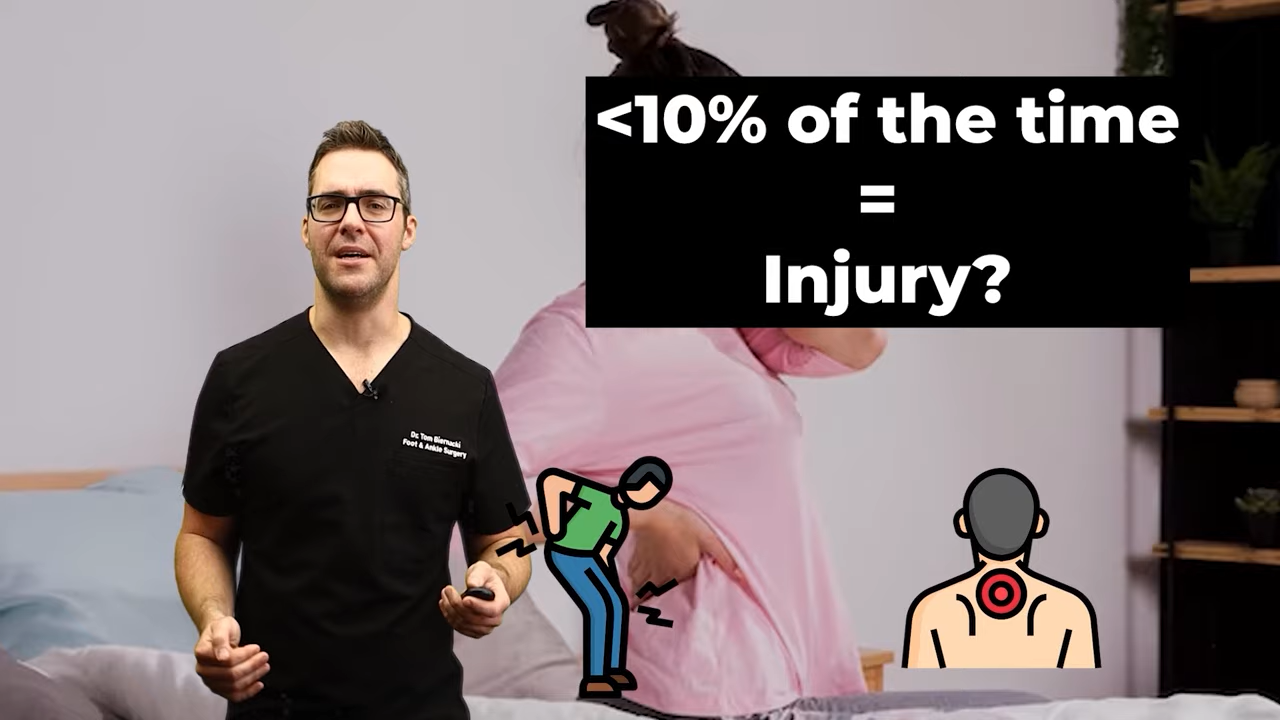 <10% of the time
=
Injury?
Dr. Tom Biernacki
Foot & Ankle Surgery